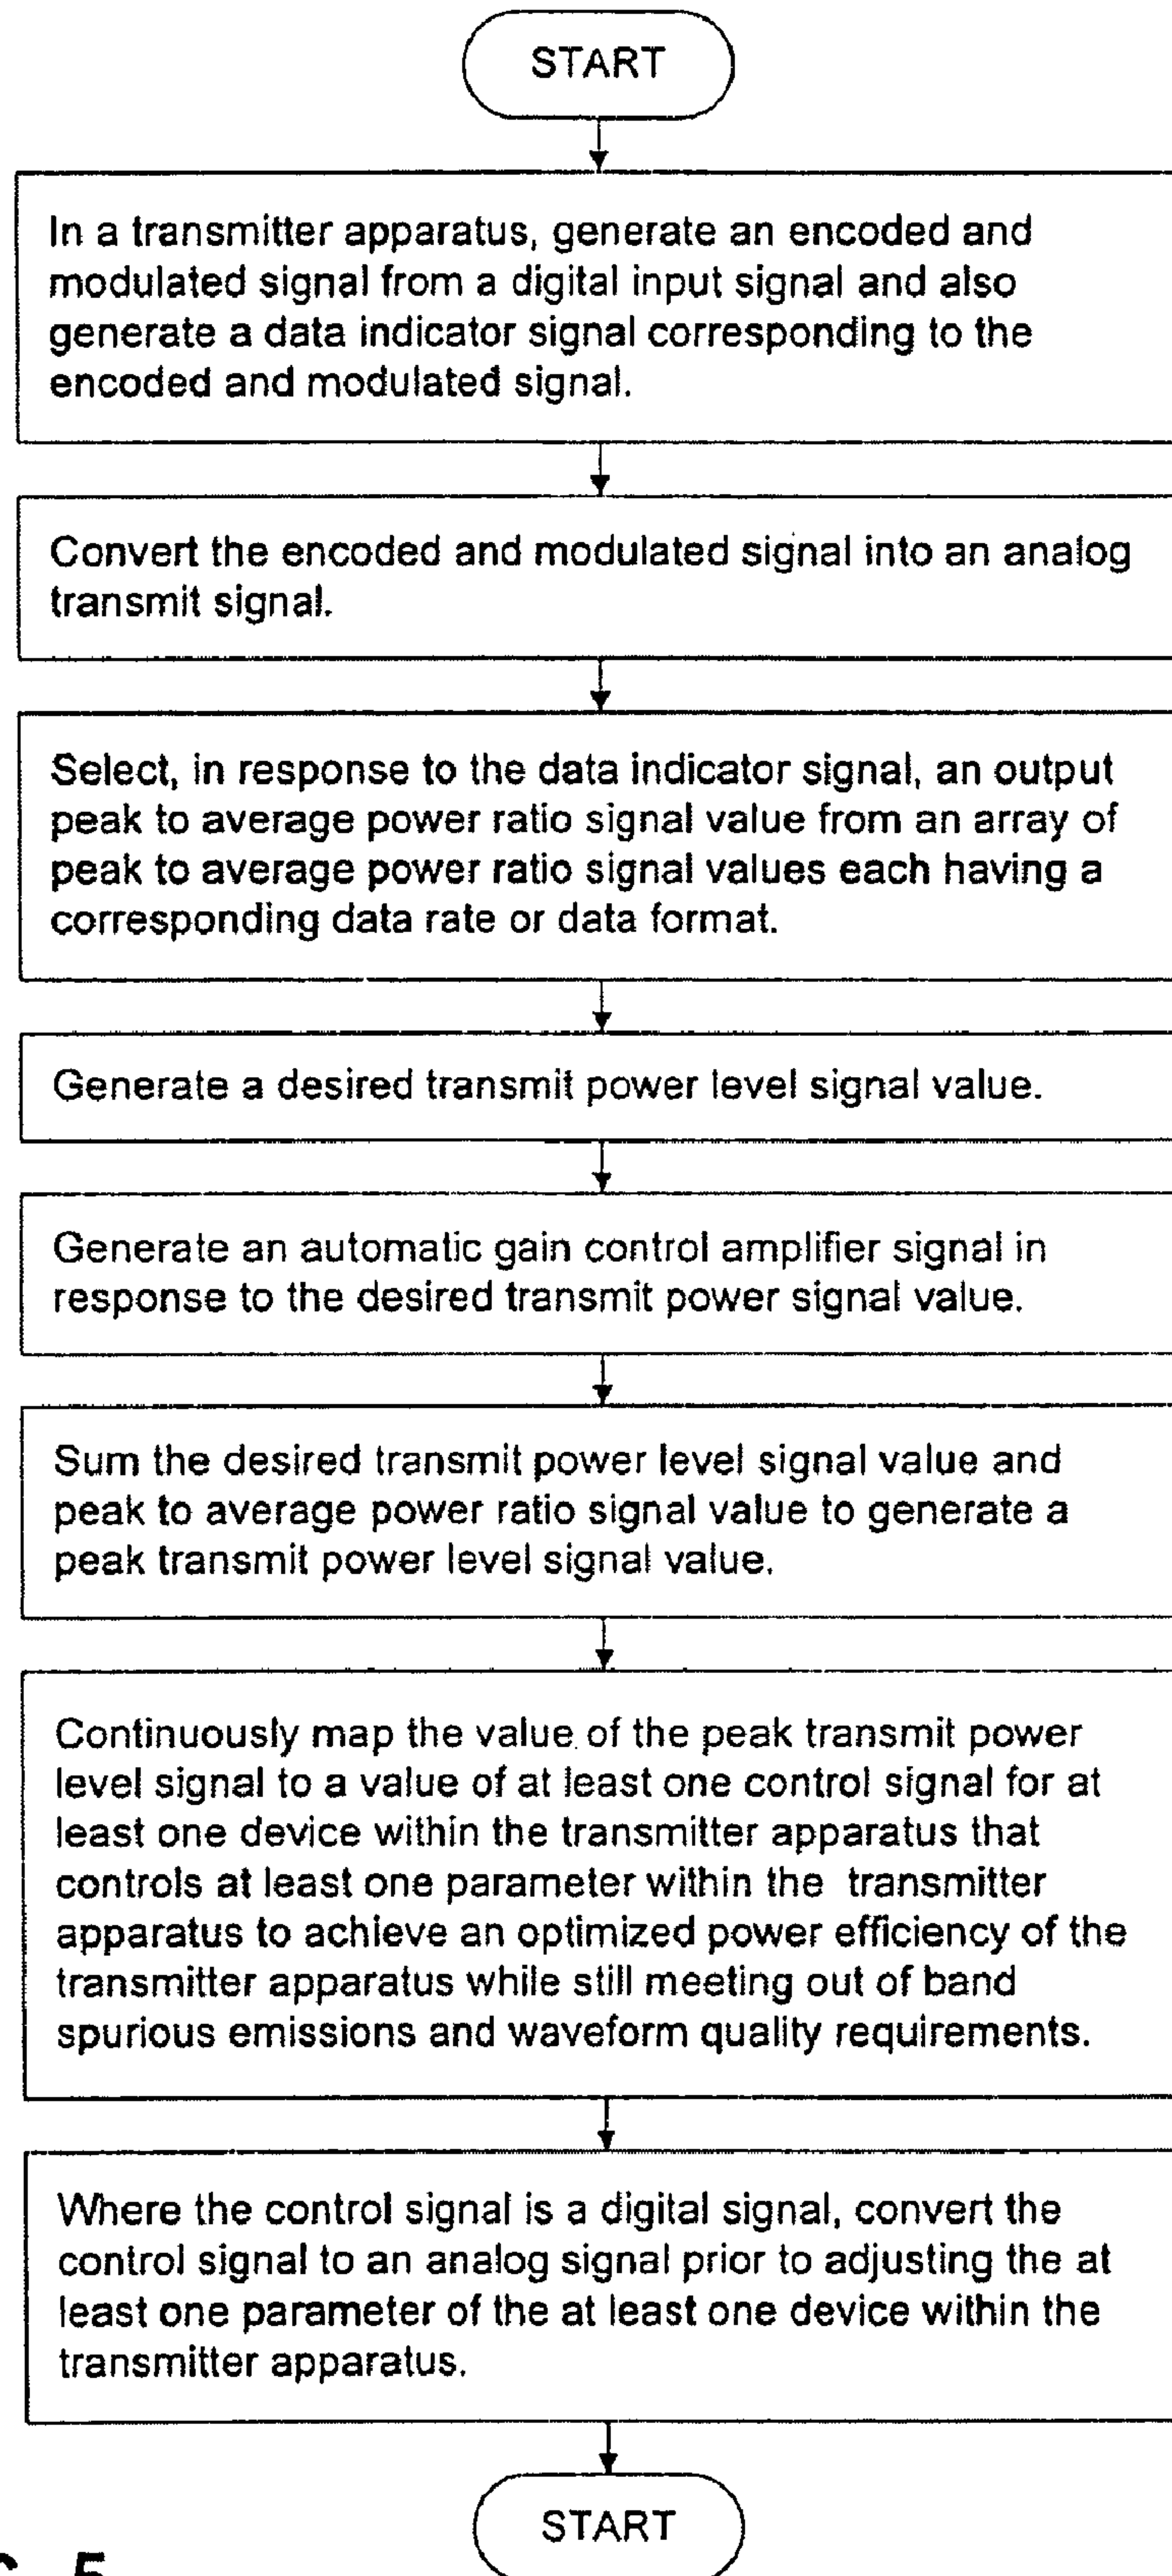 START
In a transmitter apparatus, generate an encoded and
modulated signal from a digital input signal and also
generate a data indicator signal corresponding to the
encoded and modulated signal.
Convert the encoded and modulated signal into an analog
transmit signal.
Select, in response to the data indicator signal, an output
peak to average power ratio signal value from an array of
peak to average power ratio signal values each having a
corresponding data rate or data format.
Generate a desired transmit power level signal value.
Generate an automatic gain control amplifier signal in
response to the desired transmit power signal value.
Sum the desired transmit power level signal value and
peak to average power ratio signal value to generate a
peak transmit power level signal value.
Continuously map the value of the peak transmit power
level signal to a value of at least one control signal for at
least one device within the transmitter apparatus that
controls at least one parameter within the transmitter
apparatus to achieve an optimized power efficiency of the
transmitter apparatus while still meeting out of band
spurious emissions and waveform quality requirements.
Where the control signal is a digital signal, convert the
control signal to an analog signal prior to adjusting the at
least one parameter of the at least one device within the
transmitter apparatus.
START
5